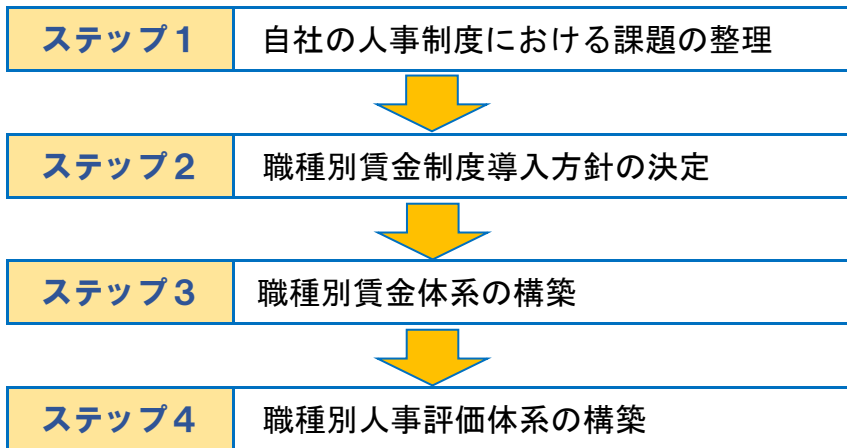 ステップ１ 自社の人事制度における課題の整理
ステップ２ 職種別賃金制度導入方針の決定
ステップ３ 職種別賃金体系の構築
ステップ４ 職種別人事評価体系の構築